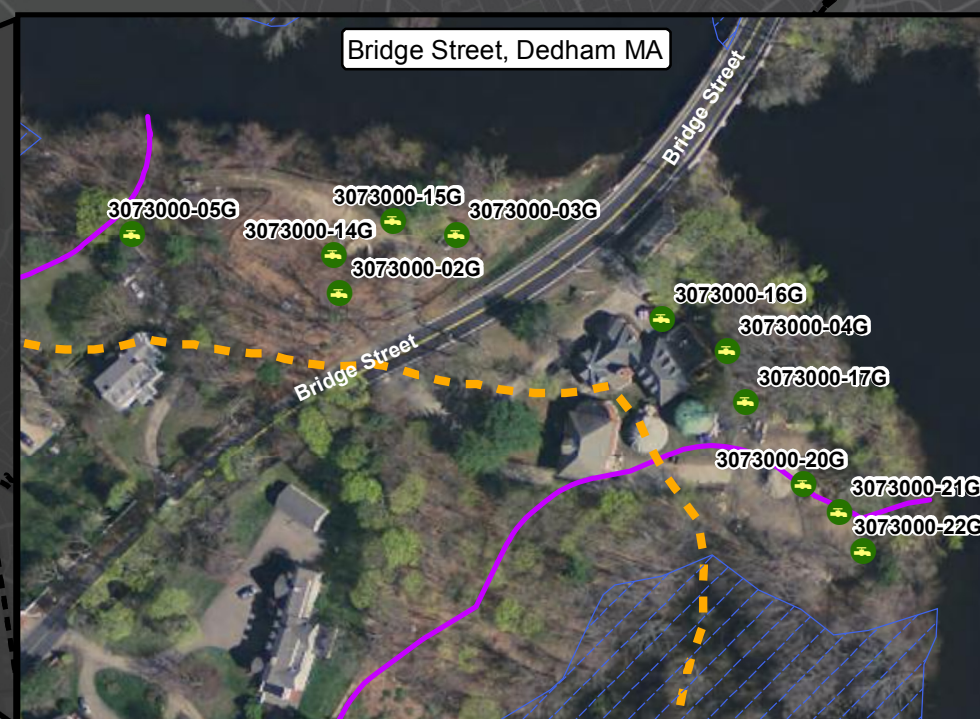 Bridge Street, Dedham MA
Bridge Street
3073000-15G
3073000-03G
3073000-05G
3073000-14G
3073000-02G
3073000-16G
3073000-04G
Bridge Street
3073000-17G
3073000-20G
3073000-21G
3073000-22G